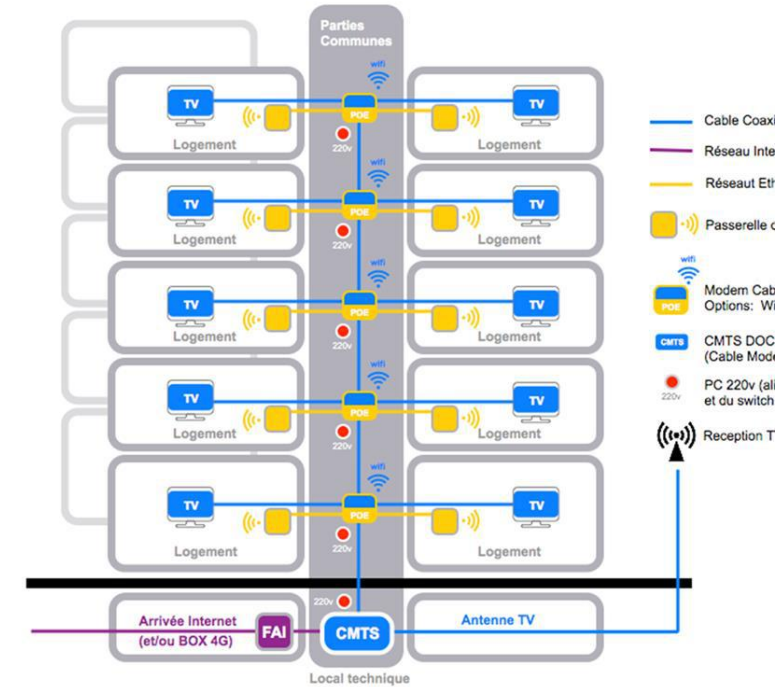 Parties
Communes
wifi
TV
POE
TV
Logement
220v
Logement
wifi
TV
POE
TV
Logement
220v
Logement
wifi
TV
POE
TV
Logement
220v
Logement
wifi
TV
POE
TV
Logement
220v
Logement
wifi
TV
POE
TV
Logement
220v
Logement
220v
Arrivée Internet
(et/ou BOX 4G)
FAI
CMTS
Antenne TV
Local technique
Cable Coaxi
Réseau Inte
Réseaut Eth
Passerelle
wifi
POE
Modem Cab
Options: Wi
CMTS
CMTS DOC
(Cable Mode
220v
PC 220v (ali
et du switch
Reception T